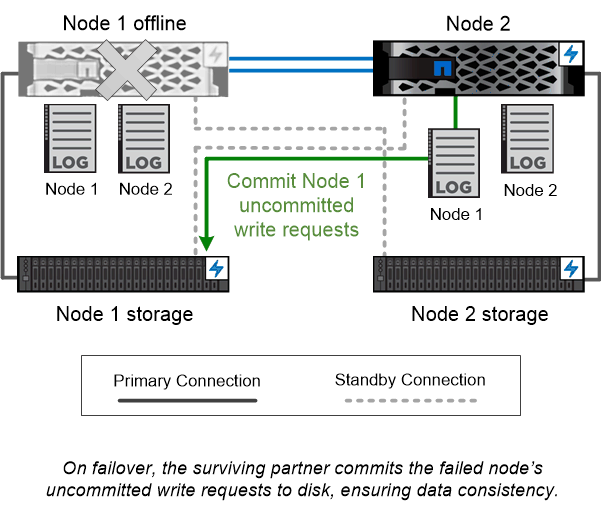 Node 1 offline
Node 2
LOG
LOG
LOG
LOG
Node 1
Node 2
Node 1
Node 2
Commit Node 1
uncommitted
write requests
Node 1 storage
Node 2 storage
Primary Connection
Standby Connection
On failover, the surviving partner commits the failed node's
uncommitted write requests to disk, ensuring data consistency.